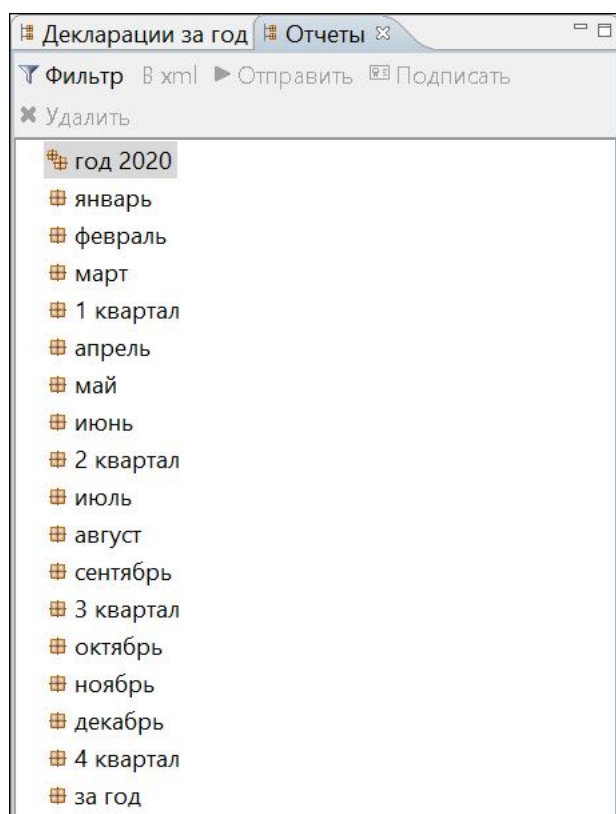 Декларации за год Отчеты
Фильтр В xml Отправить Подписать
Удалить
год 2020
январь
февраль
март
1 квартал
апрель
май
июнь
2 квартал
июль
август
сентябрь
3 квартал
октябрь
ноябрь
декабрь
4 квартал
за год